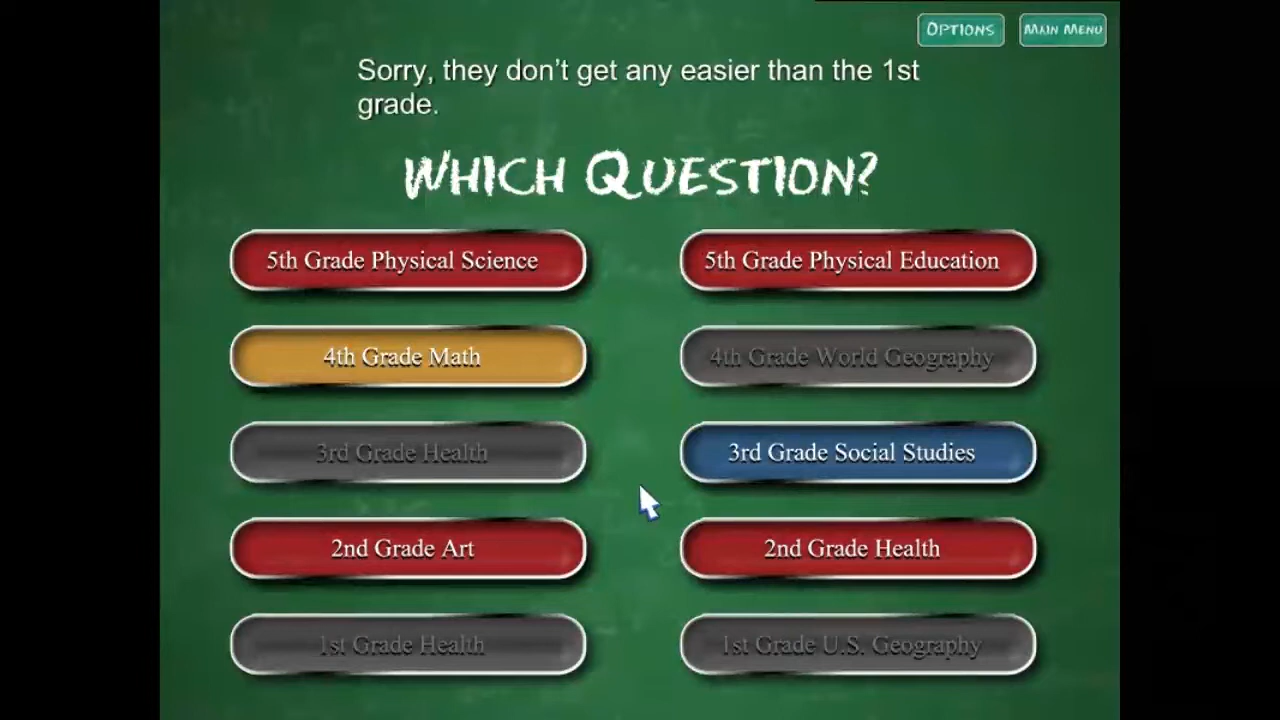 OPTIONS
MAIN MENU
Sorry, they don't get any easier than the 1st
grade.
WHICH QUESTION?
5th Grade Physical Science
5th Grade Physical Education
4th Grade Math
4th Grade World Geography
3rd Grade Health
3rd Grade Social Studies
2nd Grade Art
2nd Grade Health
1st Grade Health
1st Grade U.S. Geography